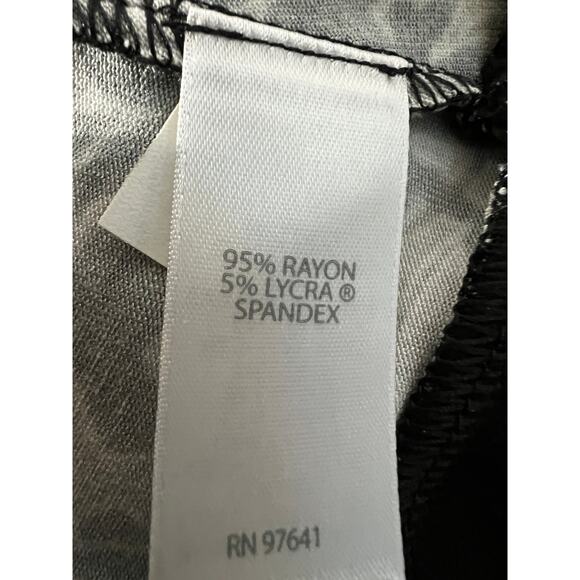 95% RAYON
5% LYCRA ®
SPANDEX
RN 97641